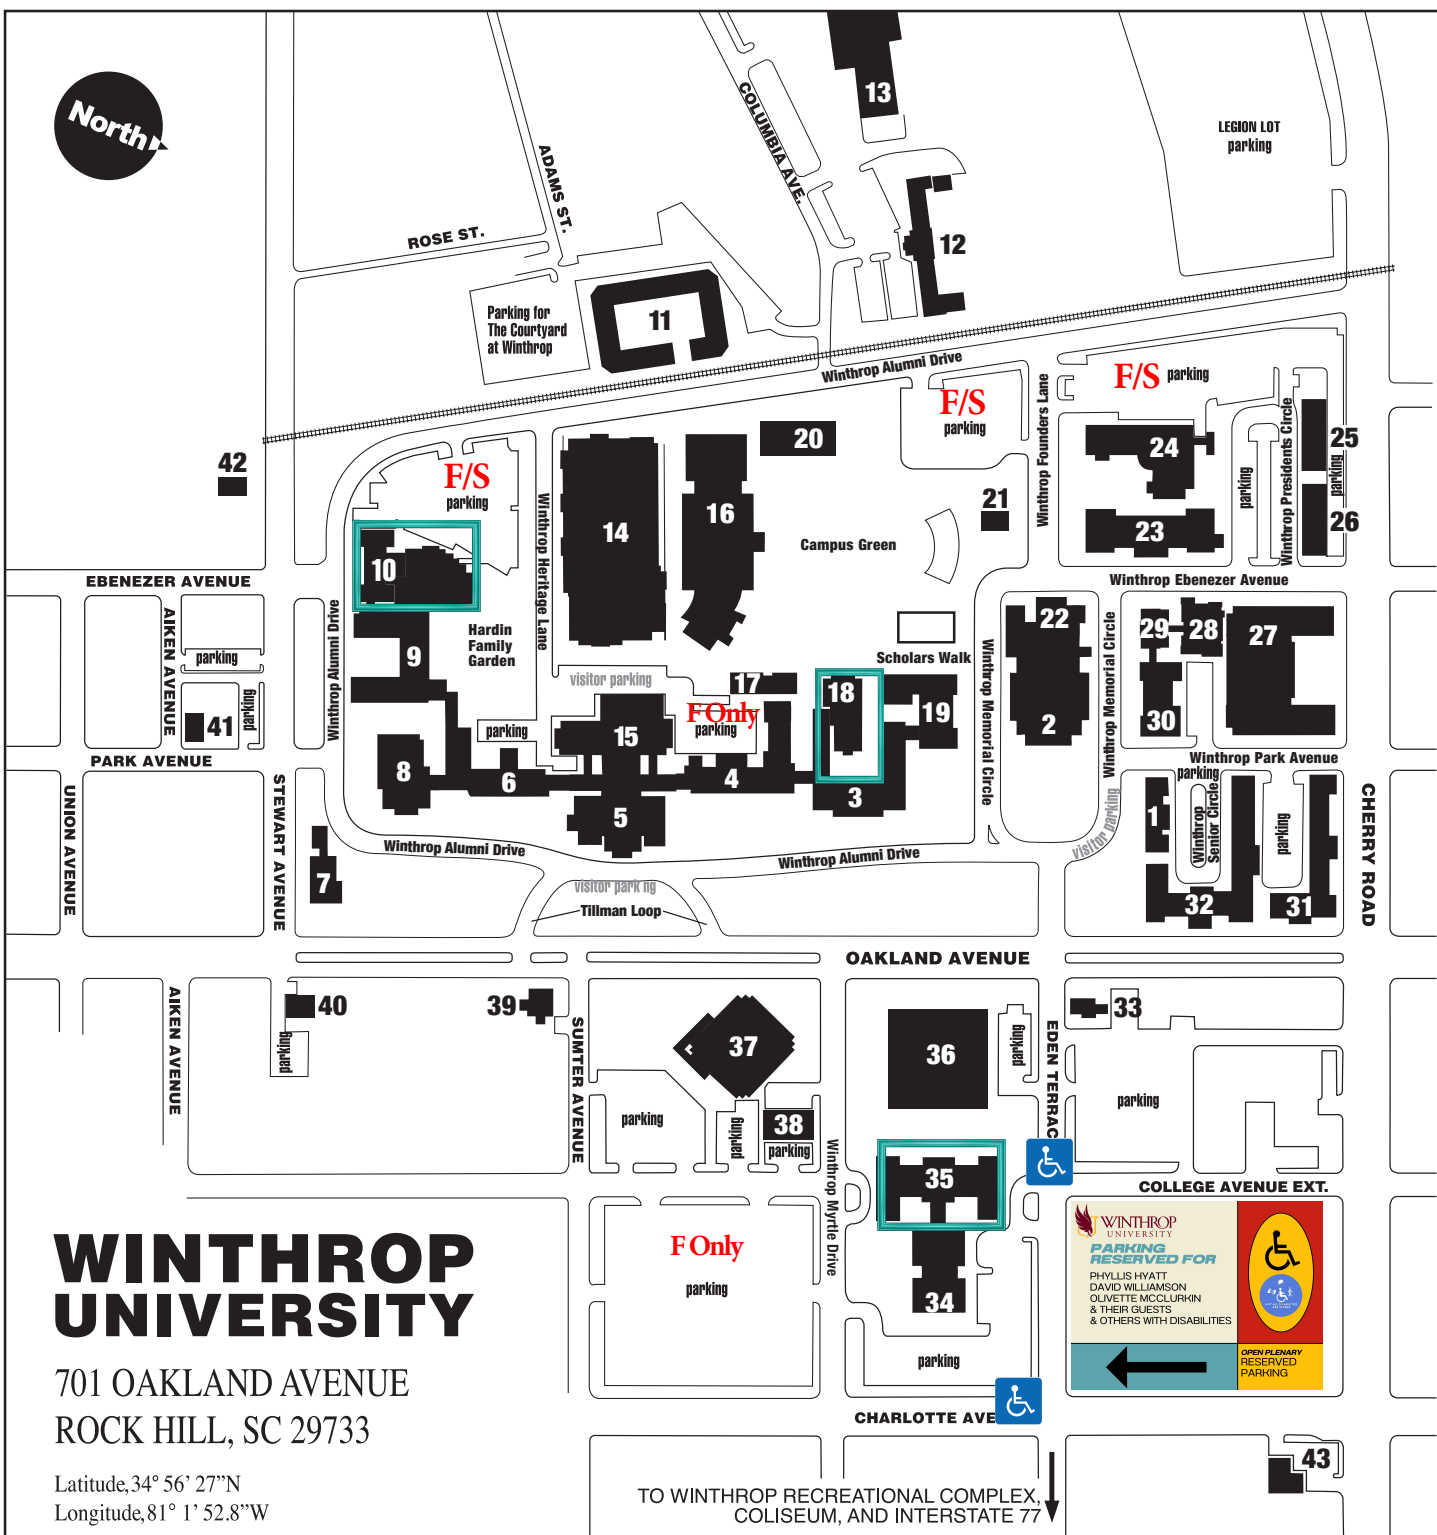 North
13
COLUMBIA AVE.
LEGION LOT
parking
ADAMS ST.
ROSE ST.
12
Parking for
The Courtyard
at Winthrop
11
Winthrop Alumni Drive
F/S
parking
F/S
parking
Winthrop Founders Lane
Winthrop Presidents Circle
25
parking
26
20
24
parking
42
F/S
parking
Winthrop Heritage Lane
14
16
21
23
Campus Green
10
EBENEZER AVENUE
Winthrop Ebenezer Avenue
AIKEN AVENUE
parking
Winthrop Alumni Drive
9
Hardin
Family
Garden
22
Winthrop Memorial Circle
29
28
27
Scholars Walk
Winthrop Memorial Circle
visitor parking
17
18
19
41
parking
F Only
parking
parking
15
2
30
PARK AVENUE
Winthrop Park Avenue
8
6
4
3
5
parking
UNION AVENUE
STEWART AVENUE
1
Winthrop
Senior Circle
parking
CHERRY ROAD
visitor parking
Winthrop Alumni Drive
Winthrop Alumni Drive
7
visitor park ng
Tillman Loop
32
31
OAKLAND AVENUE
AIKEN AVENUE
40
parking
39
SUMTER AVENUE
37
36
parking
EDEN TERRAC
33
parking
parking
parking
38
parking
Winthrop Myrtle Drive
35
COLLEGE AVENUE EXT.
WINTHROP
UNIVERSITY
F Only
parking
34
parking
WINTHROP
UNIVERSITY
PARKING
RESERVED FOR
PHYLLIS HYATT
DAVID WILLIAMSON
OLIVETTE MCCLURKIN
& THEIR GUESTS
& OTHERS WITH DISABILITIES
OPEN PLENARY
RESERVED
PARKING
701 OAKLAND AVENUE
ROCK HILL, SC 29733
CHARLOTTE AVE
43
Latitude,34° 56’ 27”N
Longitude,81° 1’ 52.8”W
TO WINTHROP RECREATIONAL COMPLEX,
COLISEUM, AND INTERSTATE 77